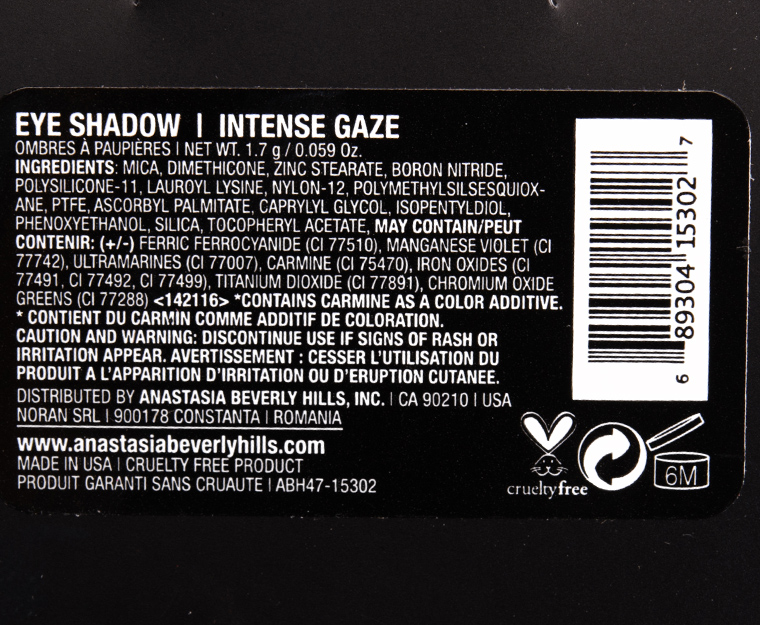 EYE SHADOW | INTENSE GAZE
OMBRES À PAUPIÈRES | NET WT. 1.7 g / 0.059 Oz.
INGREDIENTS: MICA, DIMETHICONE, ZINC STEARATE, BORON NITRIDE,
POLYSILICONE-11, LAUROYL LYSINE, NYLON-12, POLYMETHYLSILSESQUIOX-
ANE, PTFE, ASCORBYL PALMITATE, CAPRYLYL GLYCOL, ISOPENTYLDIOL,
PHENOXYETHANOL, SILICA, TOCOPHERYL ACETATE, MAY CONTAIN/PEUT
CONTENIR: (+/-) FERRIC FERROCYANIDE (CI 77510), MANGANESE VIOLET (CI
77742), ULTRAMARINES (CI 77007), CARMINE (CI 75470), IRON OXIDES (CI
77491, CI 77492, CI 77499), TITANIUM DIOXIDE (CI 77891), CHROMIUM OXIDE
GREENS (CI 77288) <142116> *CONTAINS CARMINE AS A COLOR ADDITIVE.
* CONTIENT DU CARMIN COMME ADDITIF DE COLORATION.
CAUTION AND WARNING: DISCONTINUE USE IF SIGNS OF RASH OR
IRRITATION APPEAR. AVERTISSEMENT : CESSER L'UTILISATION DU
PRODUIT A L'APPARITION D'IRRITATION OU D'ERUPTION CUTANEE.
DISTRIBUTED BY ANASTASIA BEVERLY HILLS, INC. | CA 90210 | USA
NORAN SRL | 900178 CONSTANTA | ROMANIA
www.anastasiabeverlyhills.com
MADE IN USA | CRUELTY FREE PRODUCT
PRODUIT GARANTI SANS CRUAUTE | ABH47-15302
6 89304 15302 7
crueltyfree
6M